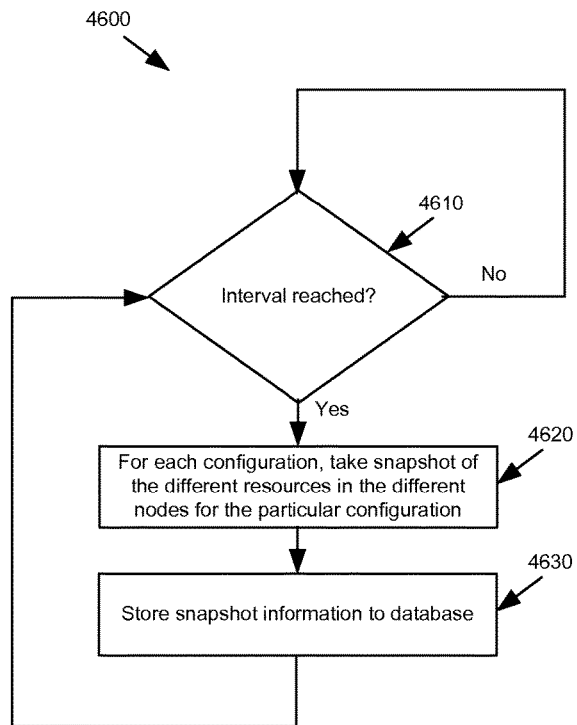 4600
4610
Interval reached?
No
Yes
4620
For each configuration, take snapshot of
the different resources in the different
nodes for the particular configuration
4630
Store snapshot information to database